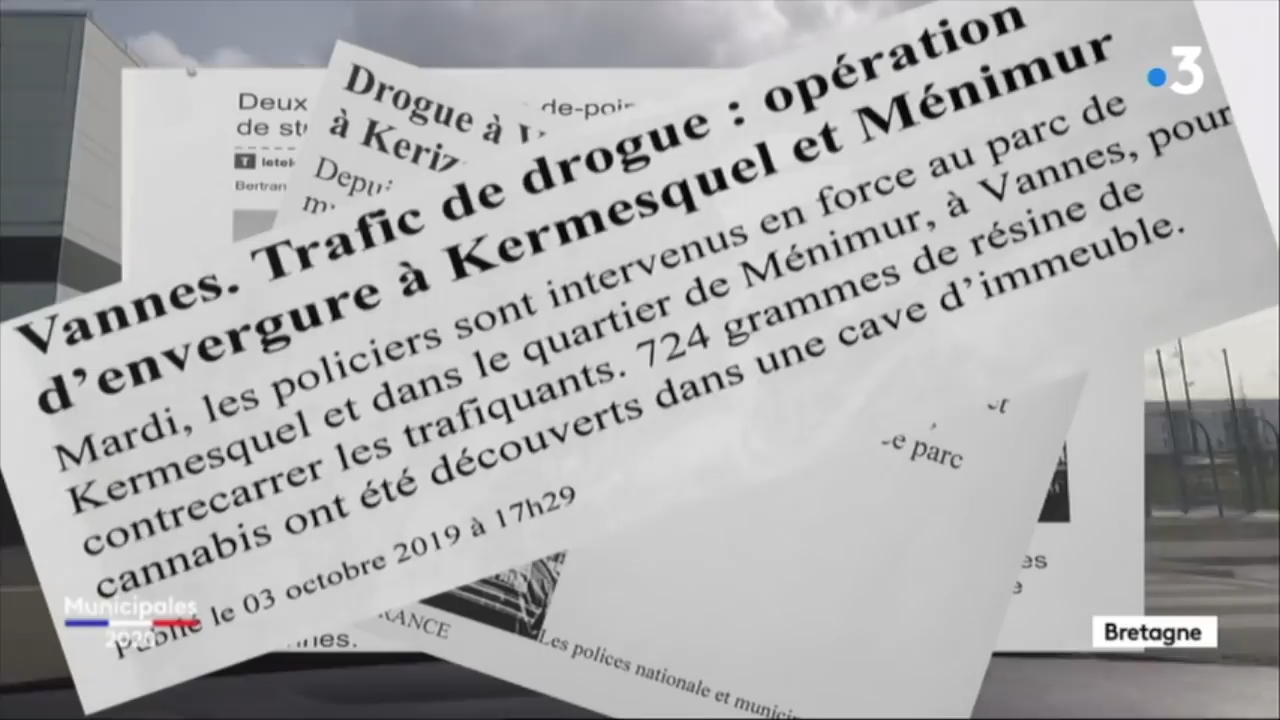 3
Deux
de-poin
Drogue à V
à Keriz
Depu
Bertran
Vannes. Trafic de drogue : opération
d'envergure à Kermesquel et Ménimur
Mardi, les policiers sont intervenus en force au parc de
Kermesquel et dans le quartier de Ménimur, à Vannes, pour
contrecarrer les trafiquants. 724 grammes de résine de
cannabis ont été découverts dans une cave d'immeuble.
Publié le 03 octobre 2019 à 17h29
parc
Municipales
2020
Bretagne
Les polices nationale et munici